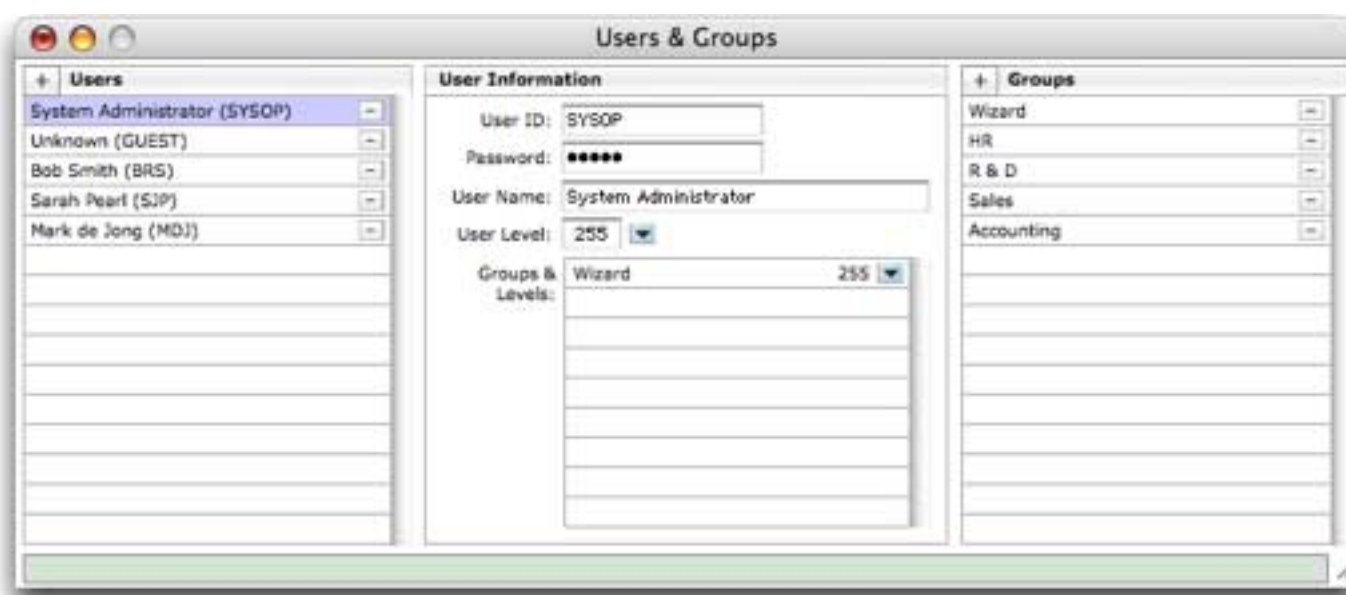 Users & Groups
+ Users
System Administrator (SYSOP) -
Unknown (GUEST) -
Bob Smith (BRS) -
Sarah Pearl (SJP) -
Mark de Jong (MDJ) -
User Information
User ID: SYSOP
Password: ●●●●●
User Name: System Administrator
User Level: 255
Groups & Levels: Wizard 255
+ Groups
Wizard -
HR -
R & D -
Sales -
Accounting -